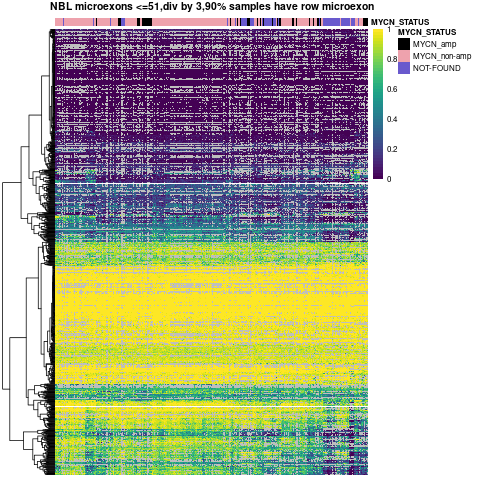 NBL microexons <=51,div by 3,90% samples have row microexon
MYCN_STATUS
MYCN_STATUS
MYCN_amp
MYCN_non-amp
NOT-FOUND
1
0.8
0.6
0.4
0.2
0